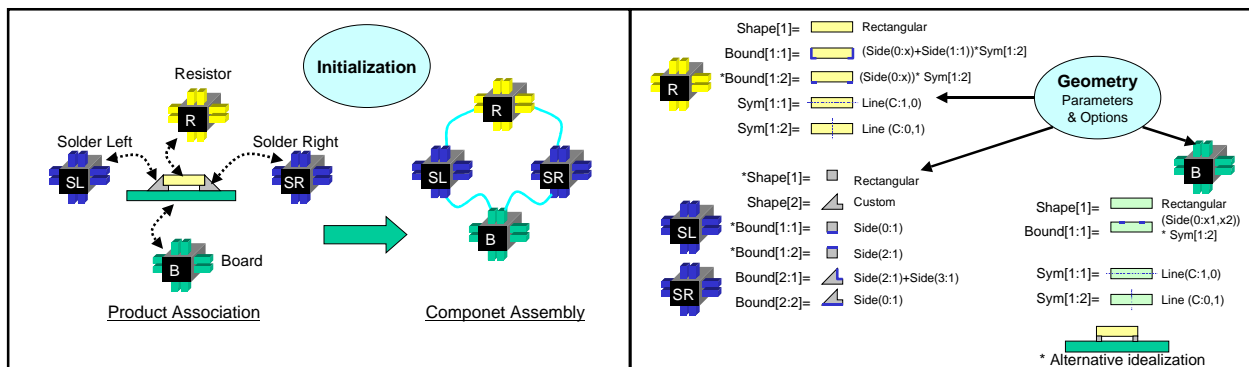 Initialization
Resistor
R
Solder Left
Solder Right
SL
SR
B
Board
Product Association
R
SL
SR
B
Componet Assembly
Shape[1]= Rectangular
Bound[1:1]= (Side(0:x)+Side(1:1))*Sym[1:2]
*Bound[1:2]= (Side(0:x))* Sym[1:2]
Sym[1:1]= Line(C:1,0)
Sym[1:2]= Line (C:0,1)
R
Geometry
Parameters
& Options
*Shape[1]= Rectangular
Shape[2]= Custom
*Bound[1:1]= Side(0:1)
*Bound[1:2]= Side(2:1)
Bound[2:1]= Side(2:1)+Side(3:1)
Bound[2:2]= Side(0:1)
SL
SR
B
Shape[1]= Rectangular
Bound[1:1]= (Side(0:x1,x2))
* Sym[1:2]
Sym[1:1]= Line(C:1,0)
Sym[1:2]= Line(C:0,1)
* Alternative idealization